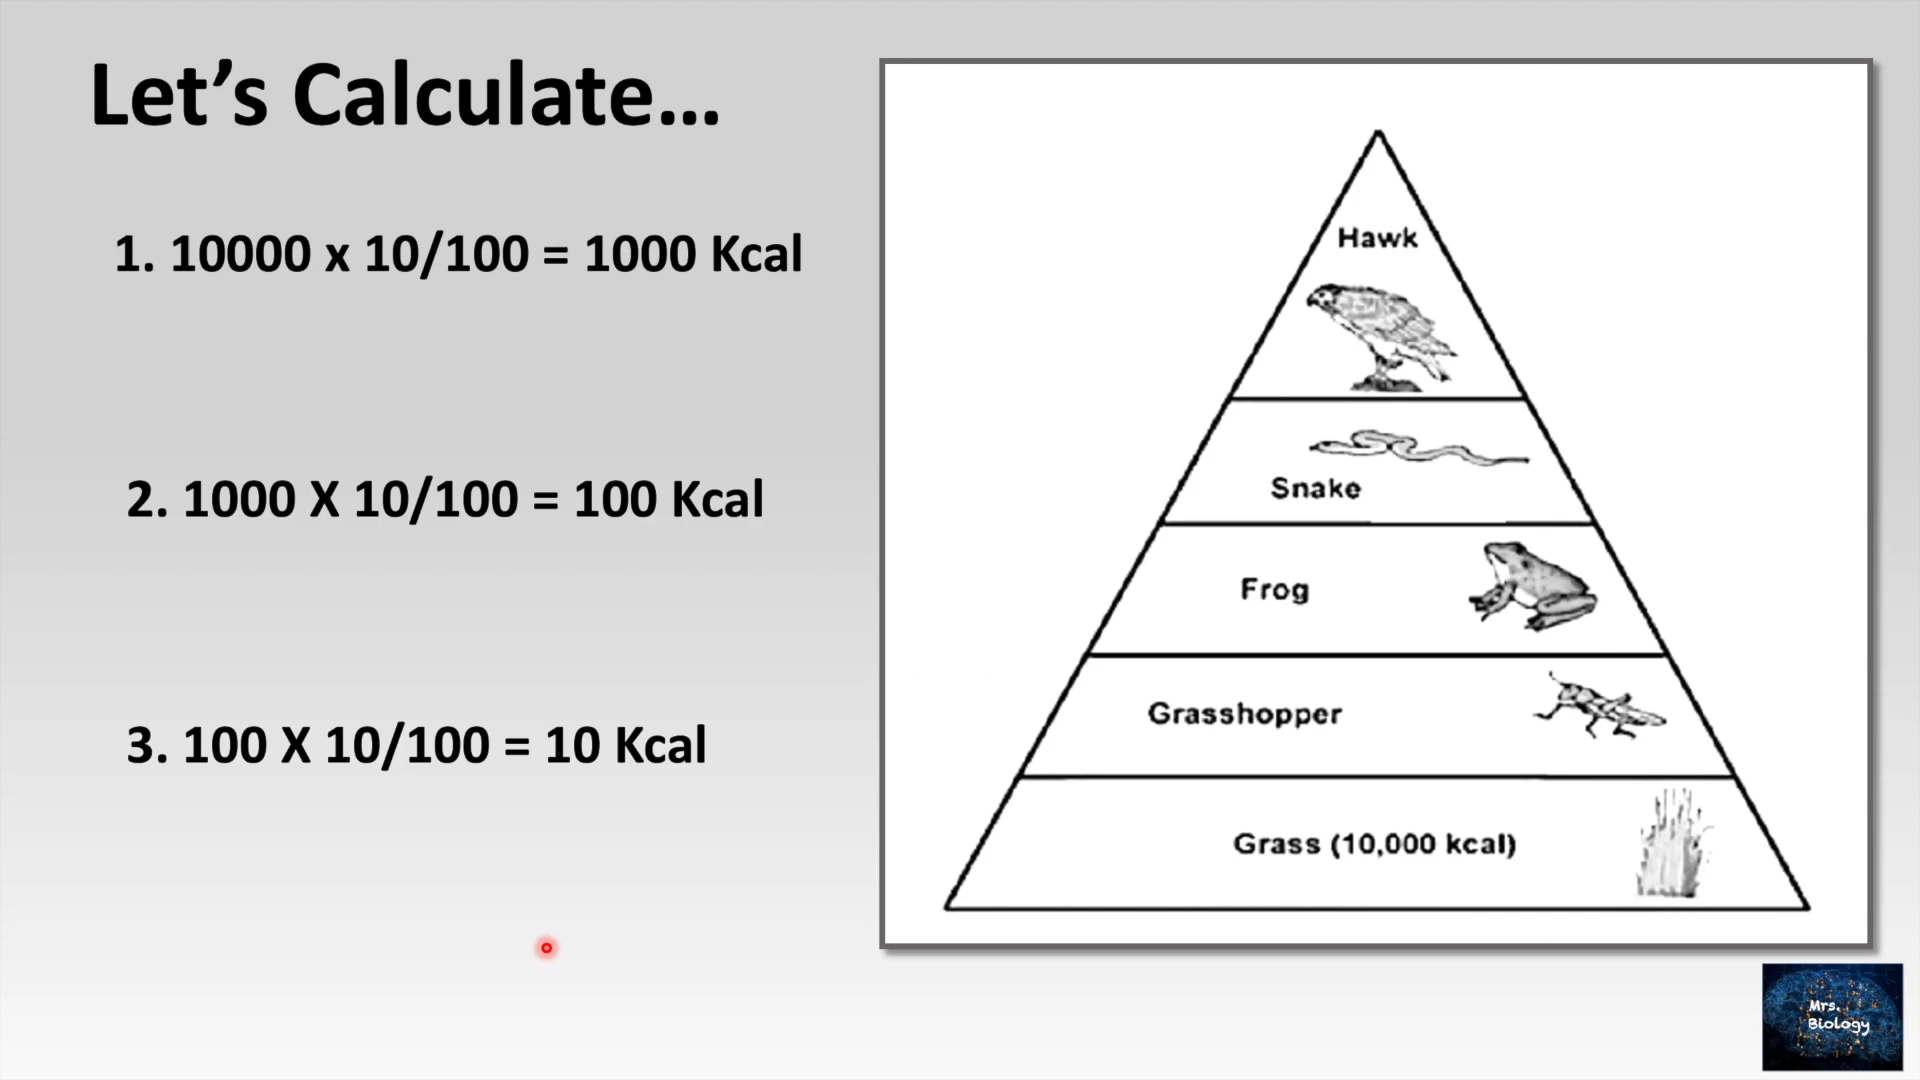 Let's Calculate...
1. 10000 x 10/100 = 1000 Kcal
2. 1000 X 10/100 = 100 Kcal
3. 100 X 10/100 = 10 Kcal
Hawk
Snake
Frog
Grasshopper
Grass (10,000 kcal)
Mrs.
Biology